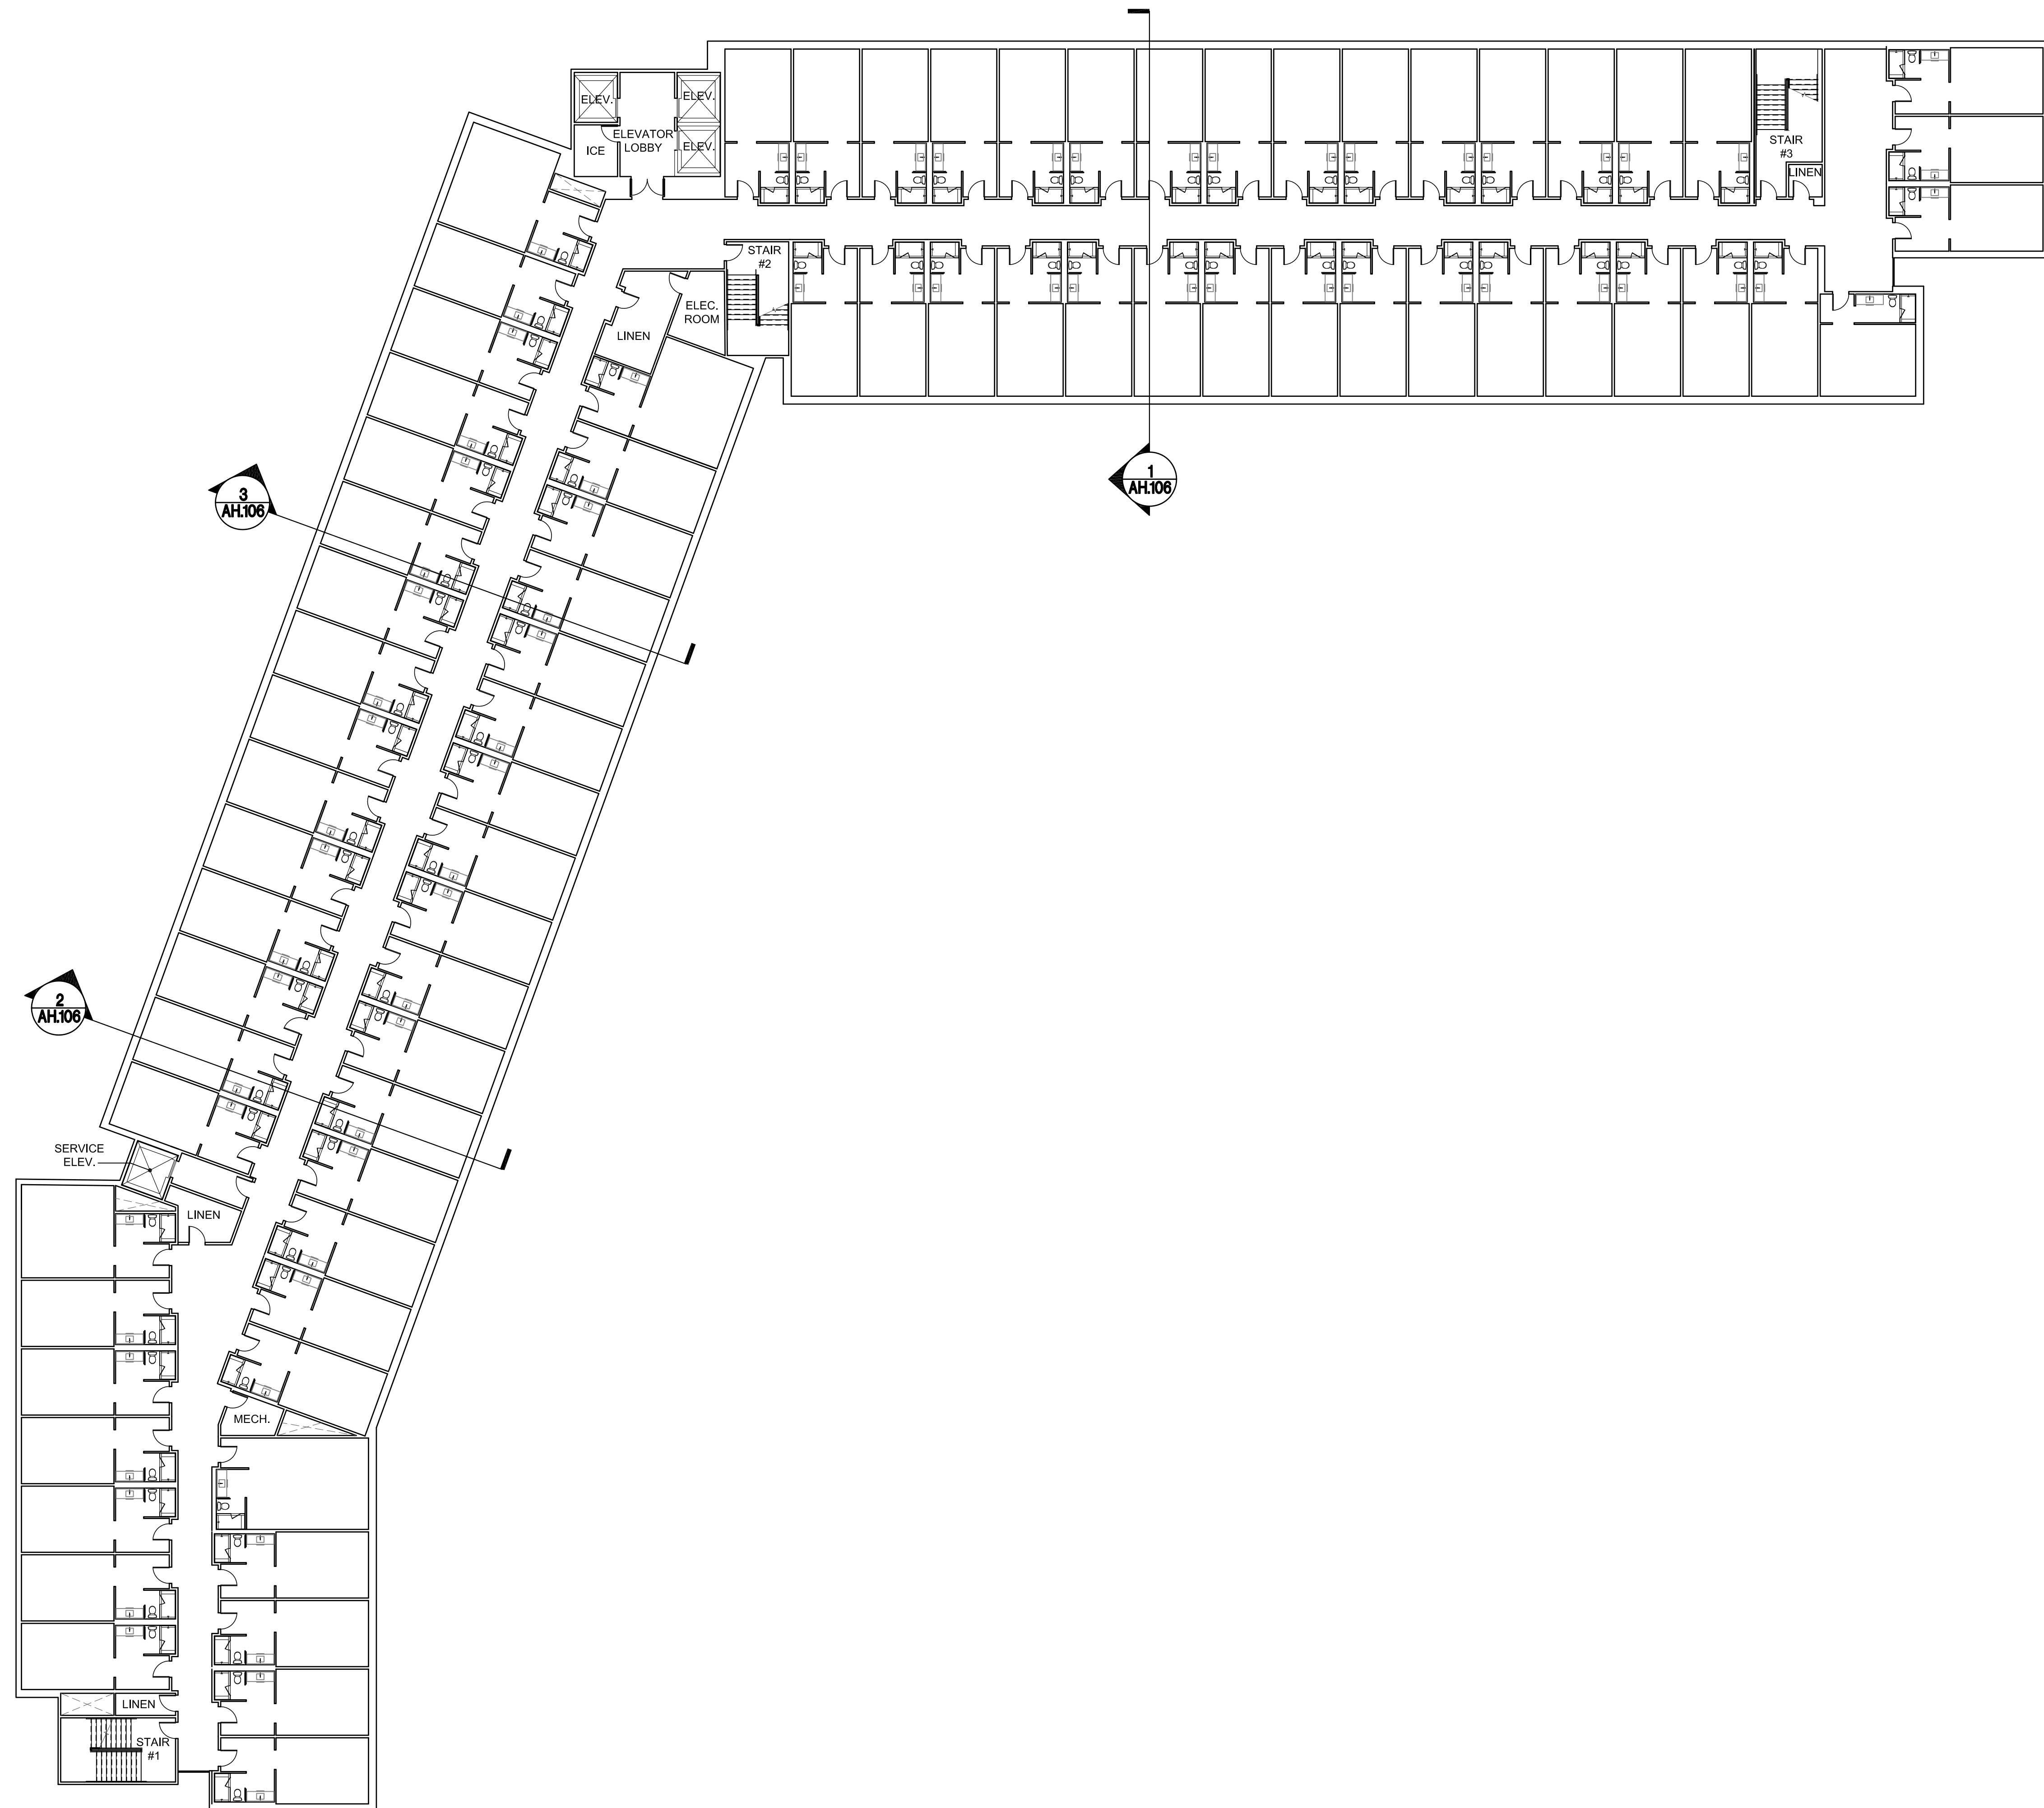 ELEV.
ELEV.
ELEVATOR
LOBBY
ICE
ELEV.
STAIR
#3
LINEN
STAIR
#2
ELEC.
ROOM
LINEN
1
AH.106
3
AH.106
2
AH.106
SERVICE
ELEV.
LINEN
MECH.
LINEN
STAIR
#1